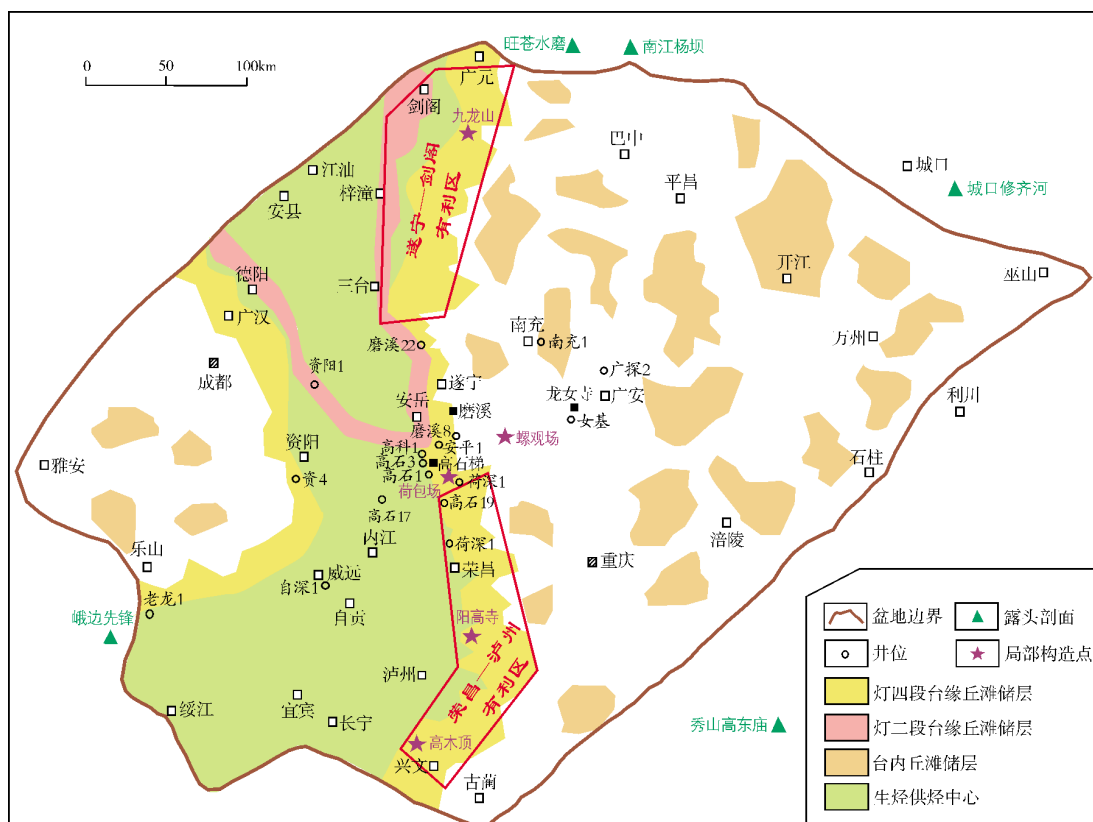 旺苍水磨
南江杨坝
0
50
100km
广元
剑阁
九龙山
巴中
城口
城口修齐河
江油
安县
梓潼
平昌
遂宁—剑阁
有利区
开江
巫山
德阳
三台
广汉
南充
南充1
万州
磨溪22
成都
资阳1
遂宁
广探2
龙女寺
广安
利川
安岳
磨溪
女基
磨溪8
螺观场
安平1
高科1
资阳
高石3
高石梯
雅安
高石1
石柱
资4
荷包场
荷深1
高石19
高石17
涪陵
内江
荷深1
乐山
重庆
威远
荣昌
自深1
老龙1
自贡
峨边先锋
阳高寺
泸州
荣昌—泸州
有利区
宜宾
绥江
长宁
秀山高东庙
高木顶
兴文
古蔺
盆地边界
露头剖面
井位
局部构造点
灯四段台缘丘滩储层
灯二段台缘丘滩储层
台内丘滩储层
生烃供烃中心